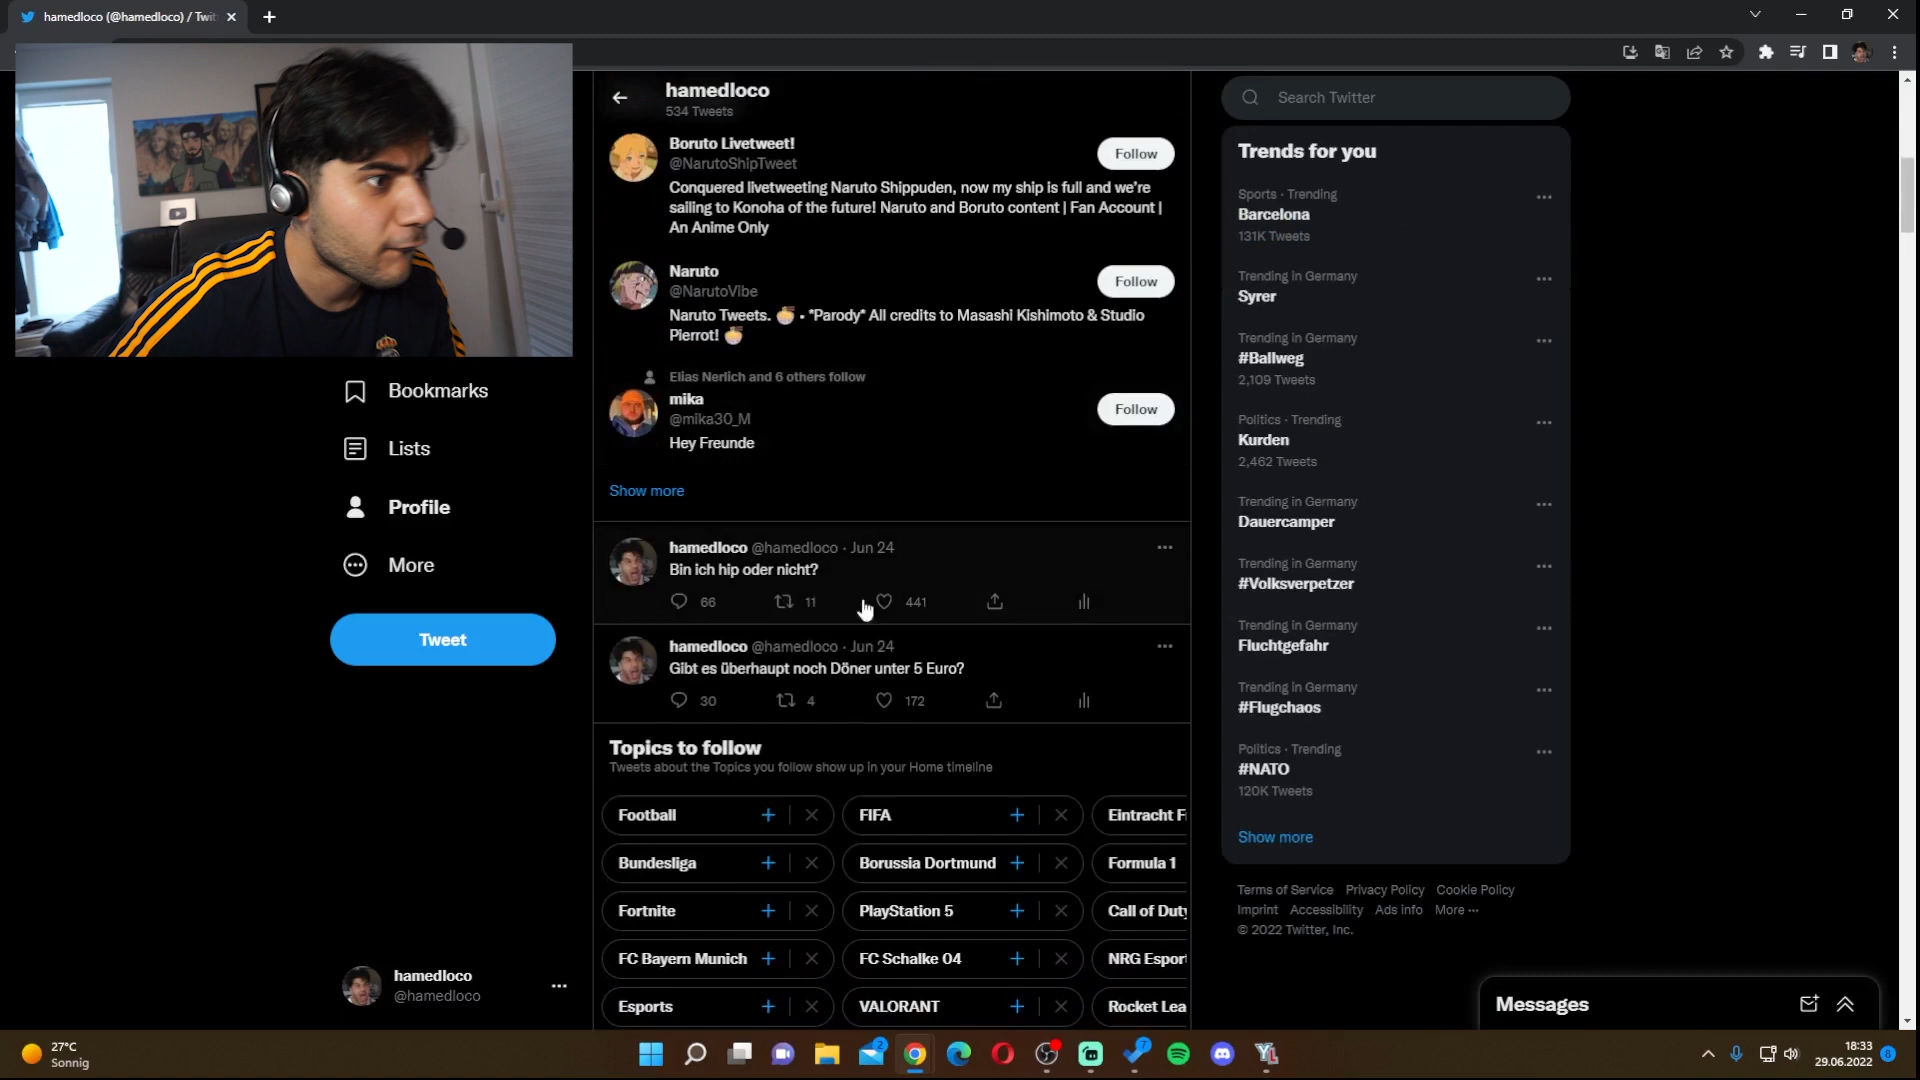 hamedloco (@hamedloco) / Twit
hamedloco
534 Tweets
Boruto Livetweet!
@NarutoShipTweet
Follow
Conquered livetweeting Naruto Shippuden, now my ship is full and we're
sailing to Konoha of the future! Naruto and Boruto content | Fan Account |
An Anime Only
Naruto
@NarutoVibe
Follow
Naruto Tweets. 🍜 • *Parody* All credits to Masashi Kishimoto & Studio
Pierrot! 🍜
Elias Nerlich and 6 others follow
mika
@mika30_M
Follow
Hey Freunde
Show more
hamedloco @hamedloco · Jun 24
Bin ich hip oder nicht?
66 11 441
hamedloco @hamedloco · Jun 24
Gibt es überhaupt noch Döner unter 5 Euro?
30 4 172
Topics to follow
Tweets about the Topics you follow show up in your Home timeline
Football FIFA Eintracht F
Bundesliga Borussia Dortmund Formula 1
Fortnite PlayStation 5 Call of Duty
FC Bayern Munich FC Schalke 04 NRG Esport
Esports VALORANT Rocket Lea
Bookmarks
Lists
Profile
More
Tweet
hamedloco
@hamedloco
Search Twitter
Trends for you
Sports · Trending
Barcelona
131K Tweets
Trending in Germany
Syrer
Trending in Germany
#Ballweg
2,109 Tweets
Politics · Trending
Kurden
2,462 Tweets
Trending in Germany
Dauercamper
Trending in Germany
#Volksverpetzer
Trending in Germany
Fluchtgefahr
Trending in Germany
#Flugchaos
Politics · Trending
#NATO
120K Tweets
Show more
Terms of Service Privacy Policy Cookie Policy
Imprint Accessibility Ads info More ···
© 2022 Twitter, Inc.
Messages
27°C
Sonnig
2
7
18:33
29.06.2022
8